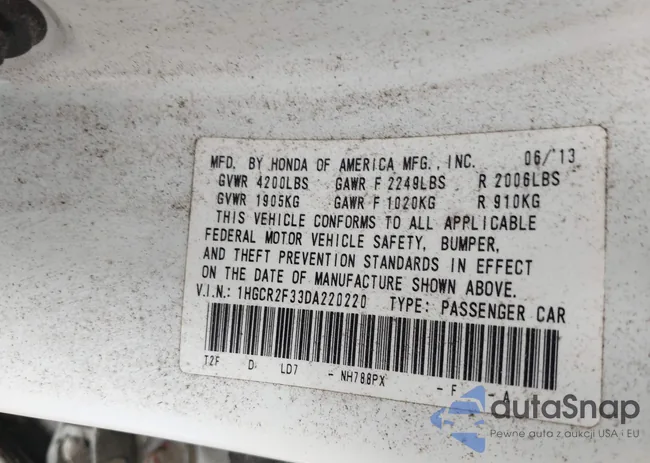 MFD. BY HONDA OF AMERICA MFG., INC. 06/'13
GVWR 4200LBS GAWR F 2249LBS R 2006LBS
GVWR 1905KG GAWR F 1020KG R 910KG
THIS VEHICLE CONFORMS TO ALL APPLICABLE
FEDERAL MOTOR VEHICLE SAFETY, BUMPER,
AND THEFT PREVENTION STANDARDS IN EFFECT
ON THE DATE OF MANUFACTURE SHOWN ABOVE.
V.I.N.: 1HGCR2F33DA220220 TYPE: PASSENGER CAR
T2F D LD7 - NH788PX - F -A
dutaSnap
Pewne auta z aukcji USA i EU